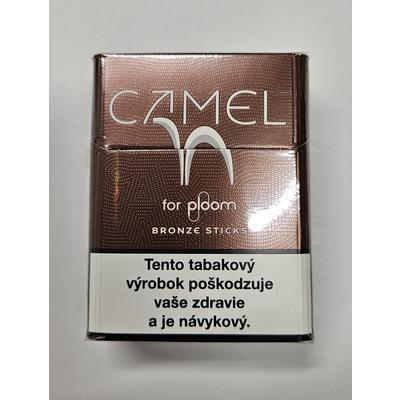 CAMEL
for ploom
BRONZE STICKS
Tento tabakový
výrobok poškodzuje
vaše zdravie
a je návykový.